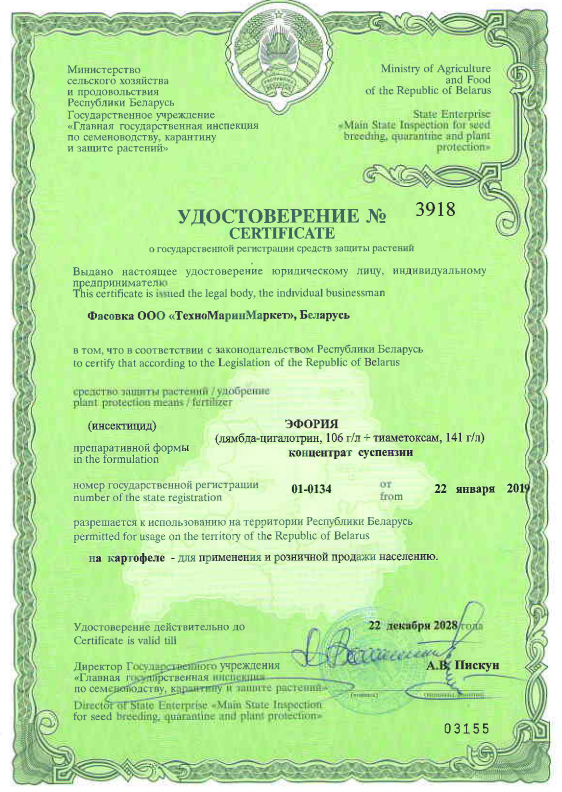 Министерство
сельского хозяйства
и продовольствия
Республики Беларусь
Государственное учреждение
«Главная государственная инспекция
по семеноводству, карантину
и защите растений»
Ministry of Agriculture
and Food
of the Republic of Belarus
State Enterprise
«Main State Inspection for seed
breeding, quarantine and plant
protection»
УДОСТОВЕРЕНИЕ № 3918
CERTIFICATE
о государственной регистрации средств защиты растений
Выдано настоящее удостоверение юридическому лицу, индивидуальному
предпринимателю
This certificate is issued the legal body, the individual businessman
Фасовка ООО «ТехноМаринМаркет», Беларусь
в том, что в соответствии с законодательством Республики Беларусь
to certify that according to the Legislation of the Republic of Belarus
средство защиты растений / удобрение
plant protection means / fertilizer
(инсектицид) ЭФОРИЯ
(лямбда-цигалотрин, 106 г/л + тиаметоксам, 141 г/л)
препаративной формы концентрат суспензии
in the formulation
номер государственной регистрации 01-0134 от 22 января 2019
number of the state registration from
разрешается к использованию на территории Республики Беларусь
permitted for usage on the territory of the Republic of Belarus
на картофеле - для применения и розничной продажи населению.
Удостоверение действительно до 22 декабря 2028 года
Certificate is valid till
Директор Государственного учреждения А.В. Пискун
«Главная государственная инспекция
по семеноводству, карантину и защите растений»
Director of State Enterprise «Main State Inspection
for seed breeding, quarantine and plant protection»
03155